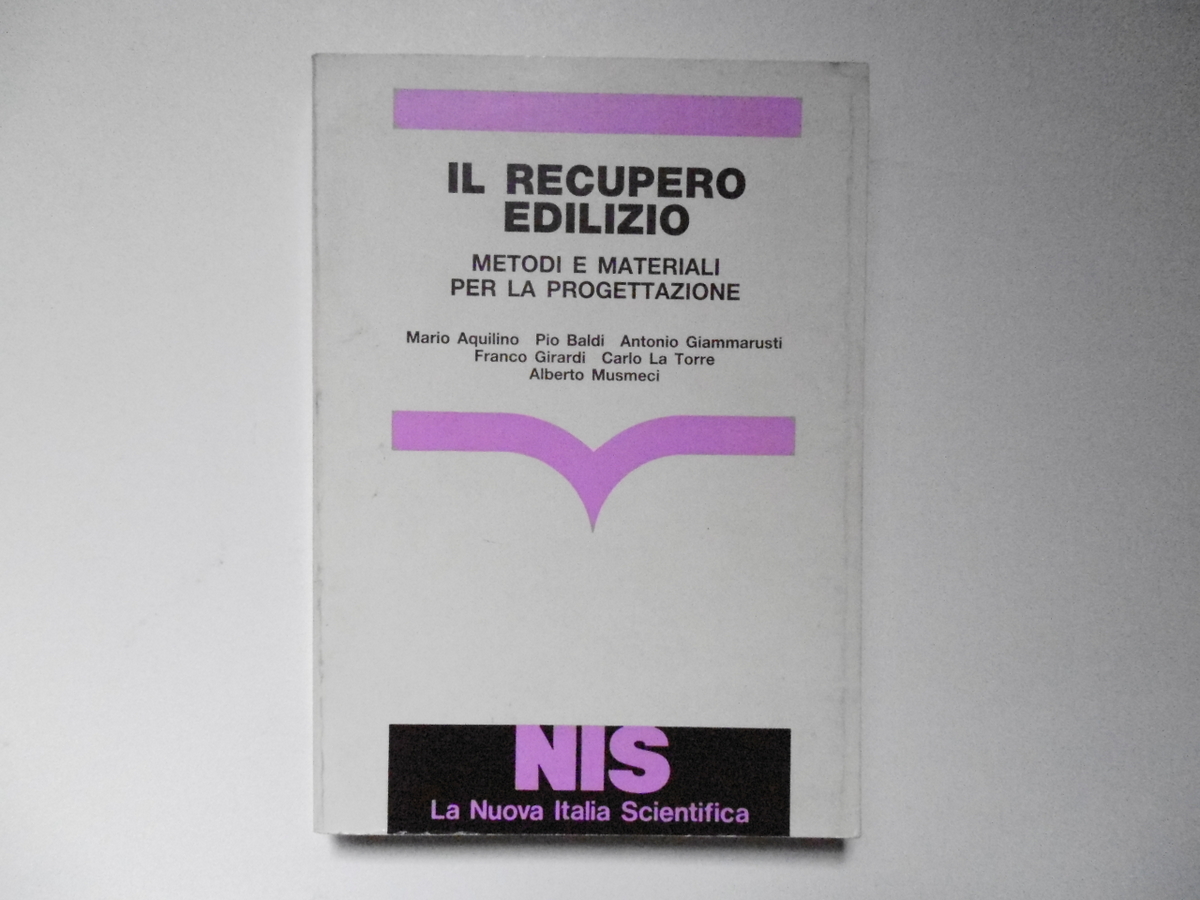 IL RECUPERO
EDILIZIO
METODI E MATERIALI
PER LA PROGETTAZIONE
Mario Aquilino Pio Baldi Antonio Giammarusti
Franco Girardi Carlo La Torre
Alberto Musmeci
NIS
La Nuova Italia Scientifica